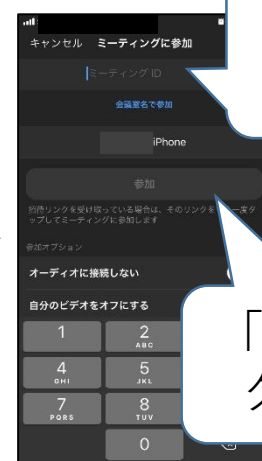 キャンセル ミーティングに参加
ミーティング ID
会議室名で参加
iPhone
参加
招待リンクを受け取っている場合は、そのリンクを
一度タ
ップしてミーティングに参加します
参加オプション
オーディオに接続しない
自分のビデオをオフにする
1
2
ABC
4
GHI
5
JKL
7
PQRS
8
TUV
0
「